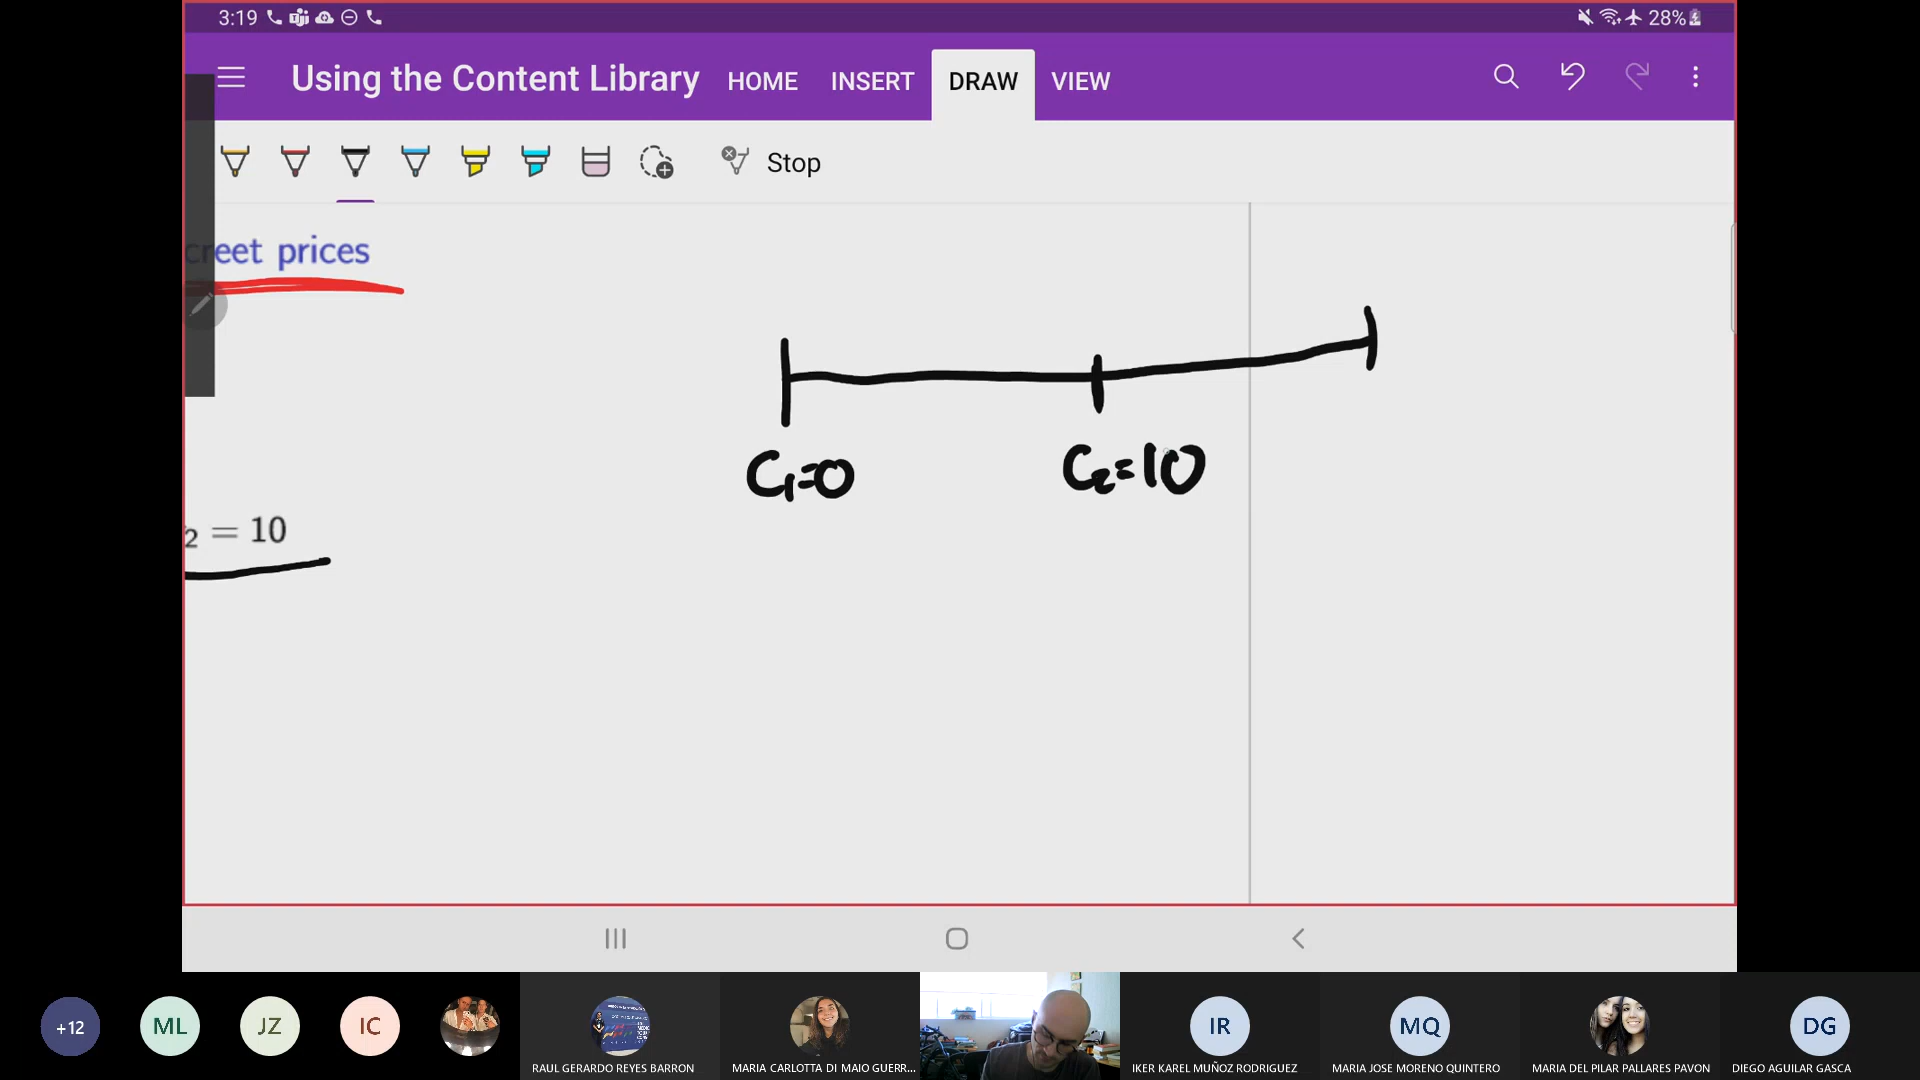 3:19 28%
Using the Content Library HOME INSERT DRAW VIEW
Stop
creet prices
C₁=0 C₂=10
₂ = 10
+12 ML JZ IC IR MQ DG
RAUL GERARDO REYES BARRON MARIA CARLOTTA DI MAIO GUERR... IKER KAREL MUÑOZ RODRIGUEZ MARIA JOSE MORENO QUINTERO MARIA DEL PILAR PALLARES PAVON DIEGO AGUILAR GASCA